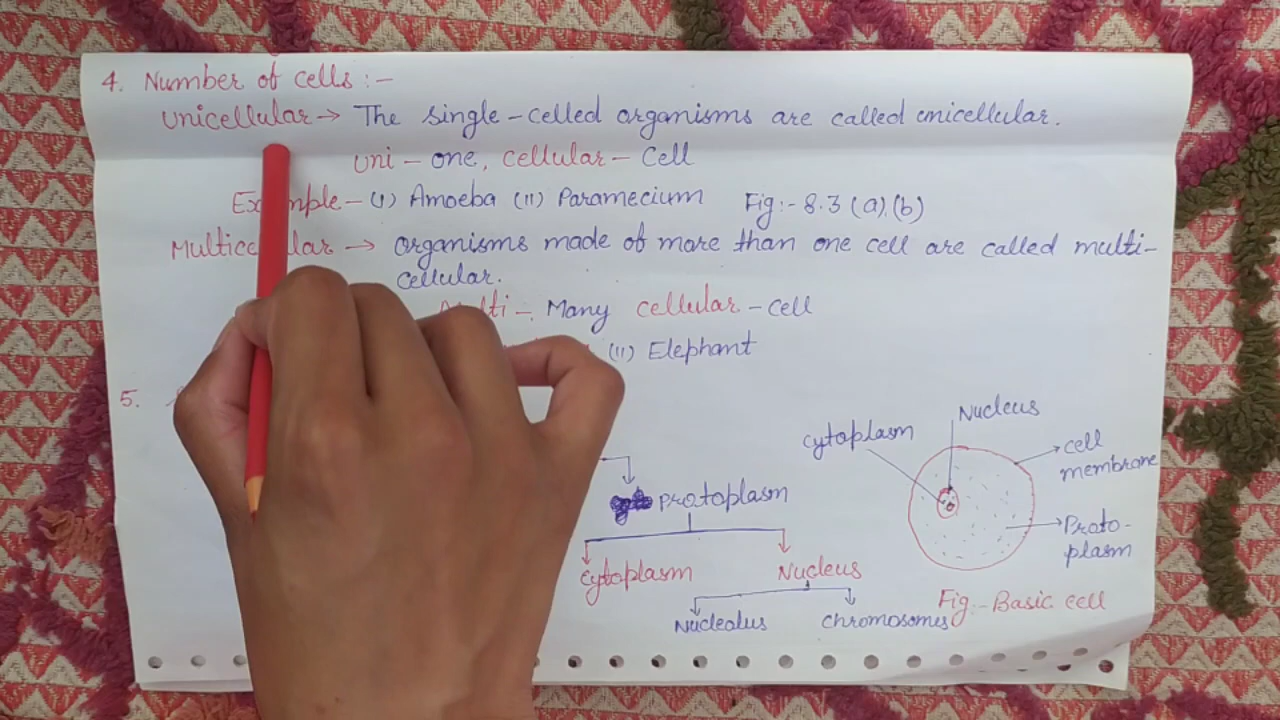 4. Number of cells :-
Unicellular → The single-celled organisms are called unicellular.
Uni - one, cellular - cell
Example - (I) Amoeba (II) Paramecium Fig:- 8.3 (a), (b)
Multicellular → organisms made of more than one cell are called multi-
cellular.
Multi - Many cellular - cell
(II) Elephant
5.
Nucleus
cytoplasm
cell
membrane
Protoplasm
Proto-
plasm
Cytoplasm Nucleus
Fig:- Basic cell
Nucleolus chromosomes